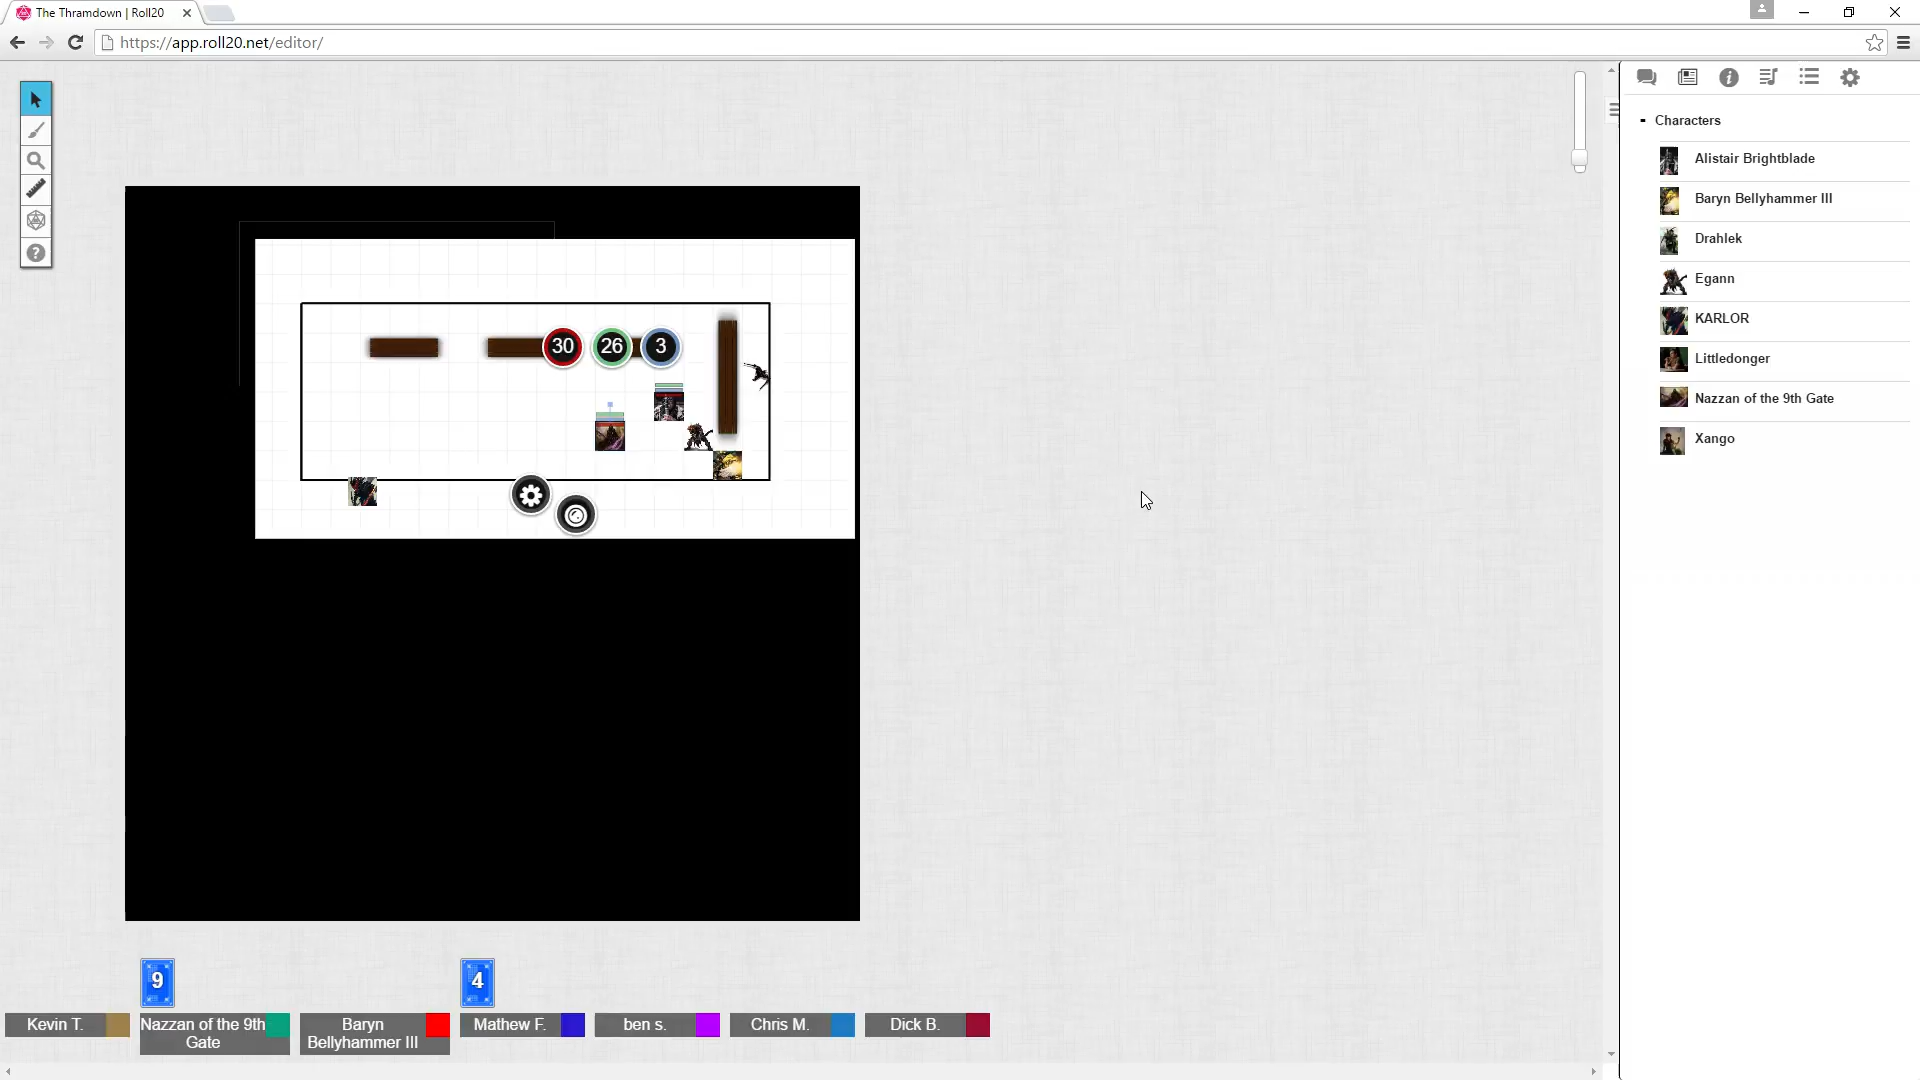 The Thramdown | Roll20
https://app.roll20.net/editor/
Characters
Alistair Brightblade
Baryn Bellyhammer III
Drahlek
Egann
KARLOR
Littledonger
Nazzan of the 9th Gate
Xango
30 26 3
9 4
Kevin T.
Nazzan of the 9th
Gate
Baryn
Bellyhammer III
Mathew F.
ben s.
Chris M.
Dick B.